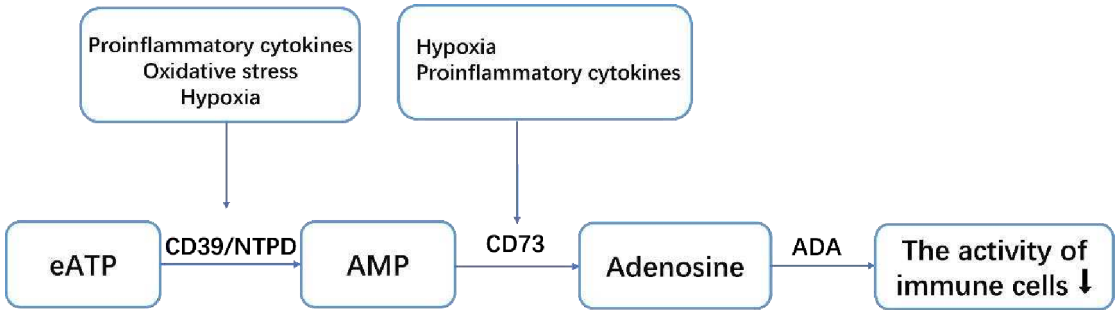 Proinflammatory cytokines
Oxidative stress
Hypoxia
Hypoxia
Proinflammatory cytokines
eATP
CD39/NTPD
AMP
CD73
Adenosine
ADA
The activity of
immune cells ⬇